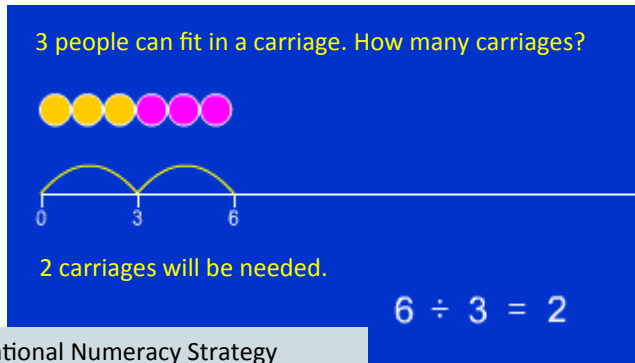 3 people can fit in a carriage. How many carriages?
0 3 6
2 carriages will be needed.
6 ÷ 3 = 2
Numeracy Strategy